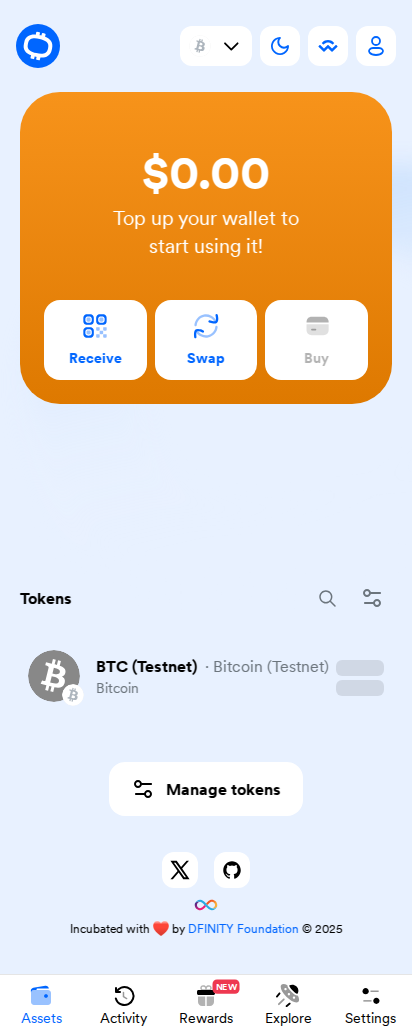 $0.00
Top up your wallet to
start using it!
Receive
Swap
Buy
Tokens
BTC (Testnet) · Bitcoin (Testnet)
Bitcoin
Manage tokens
Incubated with ❤️ by DFINITY Foundation © 2025
NEW
Assets
Activity
Rewards
Explore
Settings